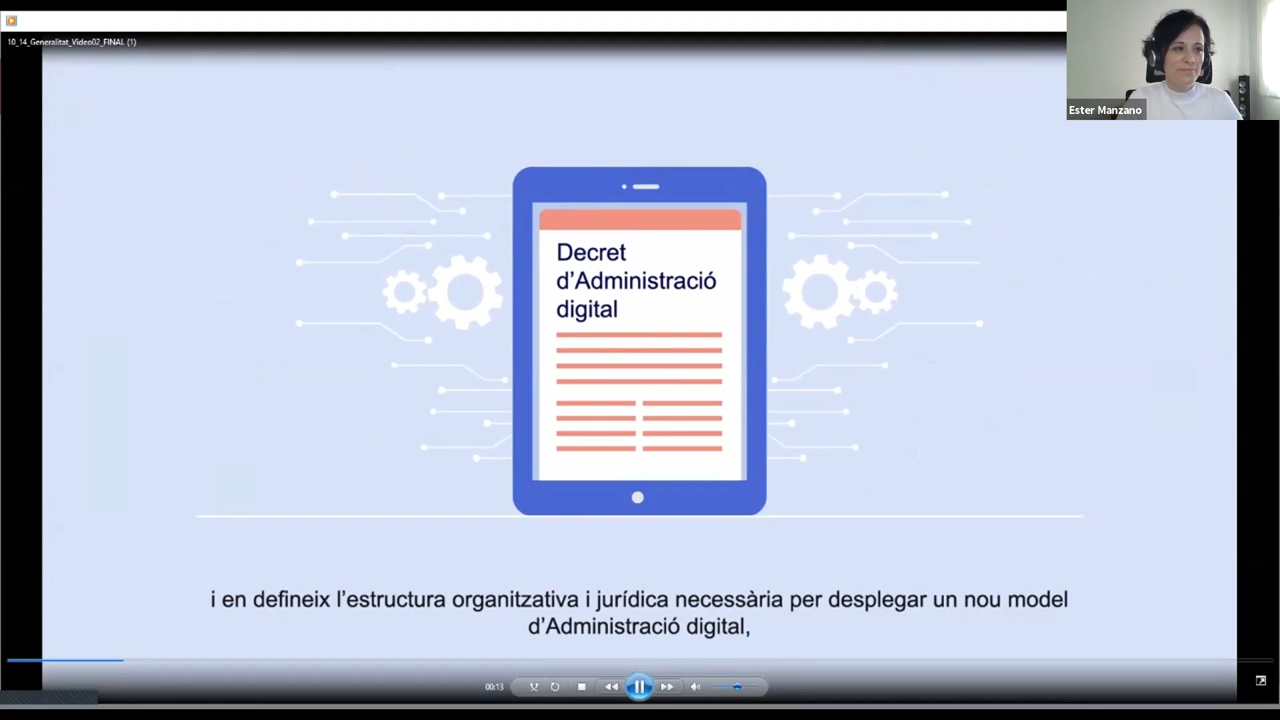 10_14_Generalitat_Video02_FINAL (1)
Ester Manzano
Decret
d'Administració
digital
i en defineix l'estructura organitzativa i jurídica necessària per desplegar un nou model
d'Administració digital,
00:13